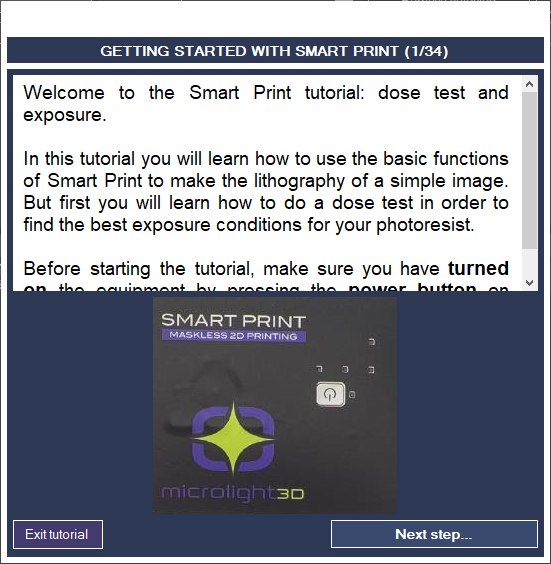 GETTING STARTED WITH SMART PRINT (1/34)
Welcome to the Smart Print tutorial: dose test and
exposure.
In this tutorial you will learn how to use the basic functions
of Smart Print to make the lithography of a simple image.
But first you will learn how to do a dose test in order to
find the best exposure conditions for your photoresist.
Before starting the tutorial, make sure you have turned
on the equipment by pressing the power button on
SMART PRINT
MASKLESS 2D PRINTING
microlight3D
Exit tutorial
Next step...